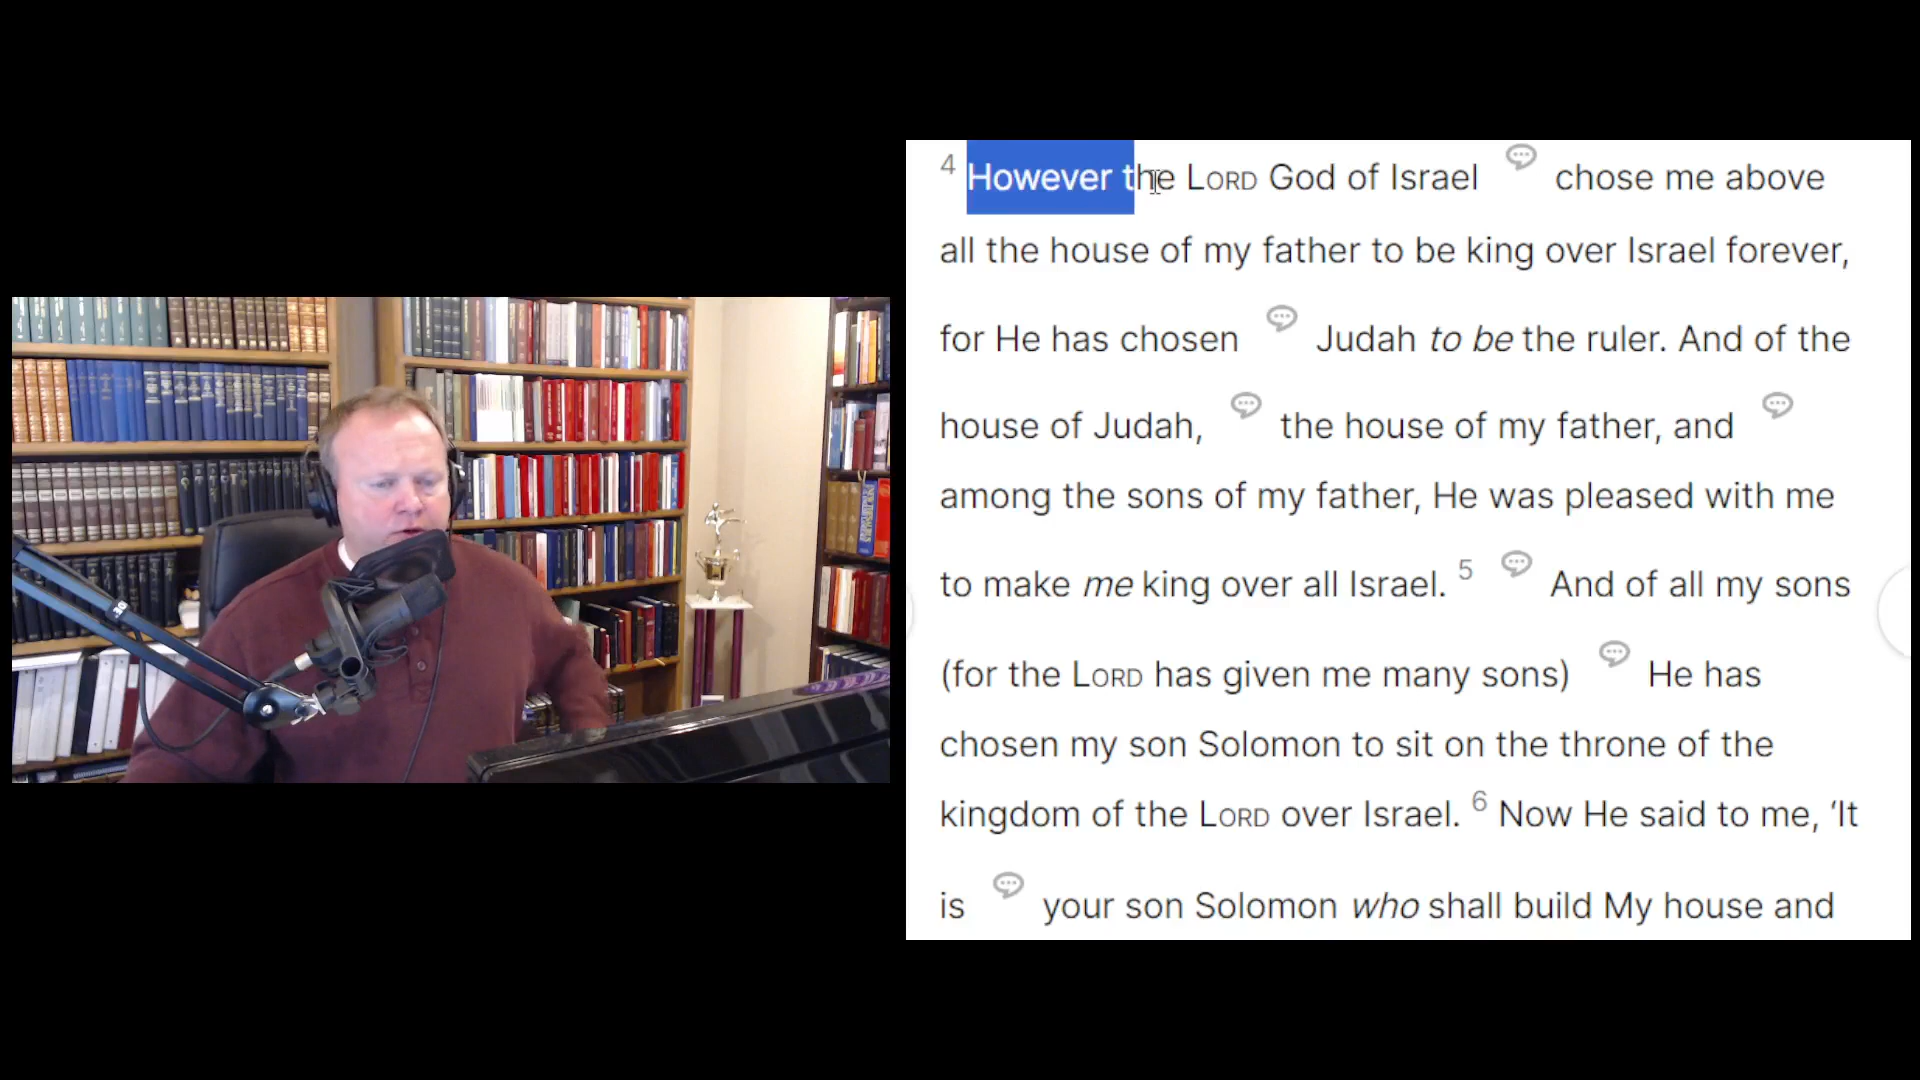 4 However the LORD God of Israel chose me above
all the house of my father to be king over Israel forever,
for He has chosen Judah to be the ruler. And of the
house of Judah, the house of my father, and
among the sons of my father, He was pleased with me
to make me king over all Israel. 5 And of all my sons
(for the LORD has given me many sons) He has
chosen my son Solomon to sit on the throne of the
kingdom of the LORD over Israel. 6 Now He said to me, ‘It
is your son Solomon who shall build My house and